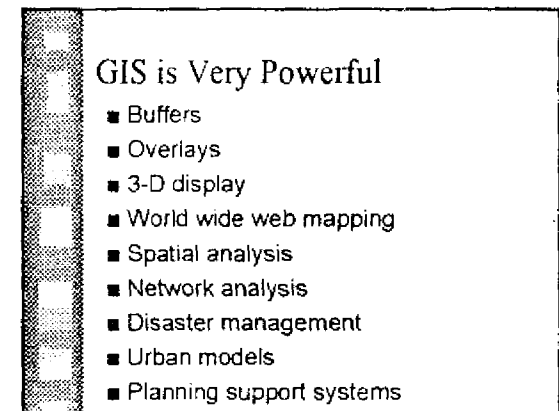 GIS is Very Powerful
■ Buffers
■ Overlays
■ 3-D display
■ World wide web mapping
■ Spatial analysis
■ Network analysis
■ Disaster management
■ Urban models
■ Planning support systems